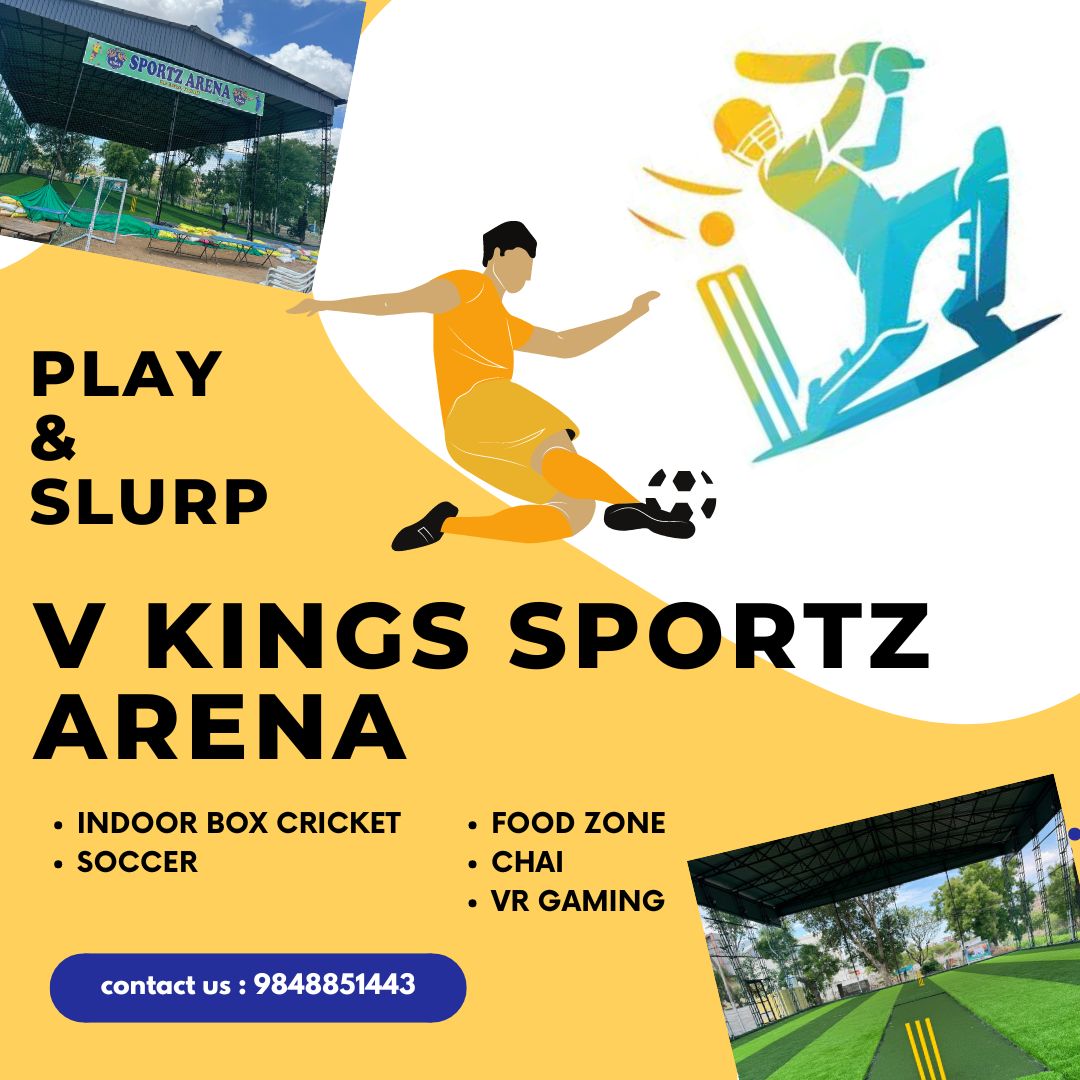 SPORTZ ARENA
PLAY
&
SLURP
V KINGS SPORTZ
ARENA
• INDOOR BOX CRICKET
• SOCCER
• FOOD ZONE
• CHAI
• VR GAMING
contact us : 9848851443